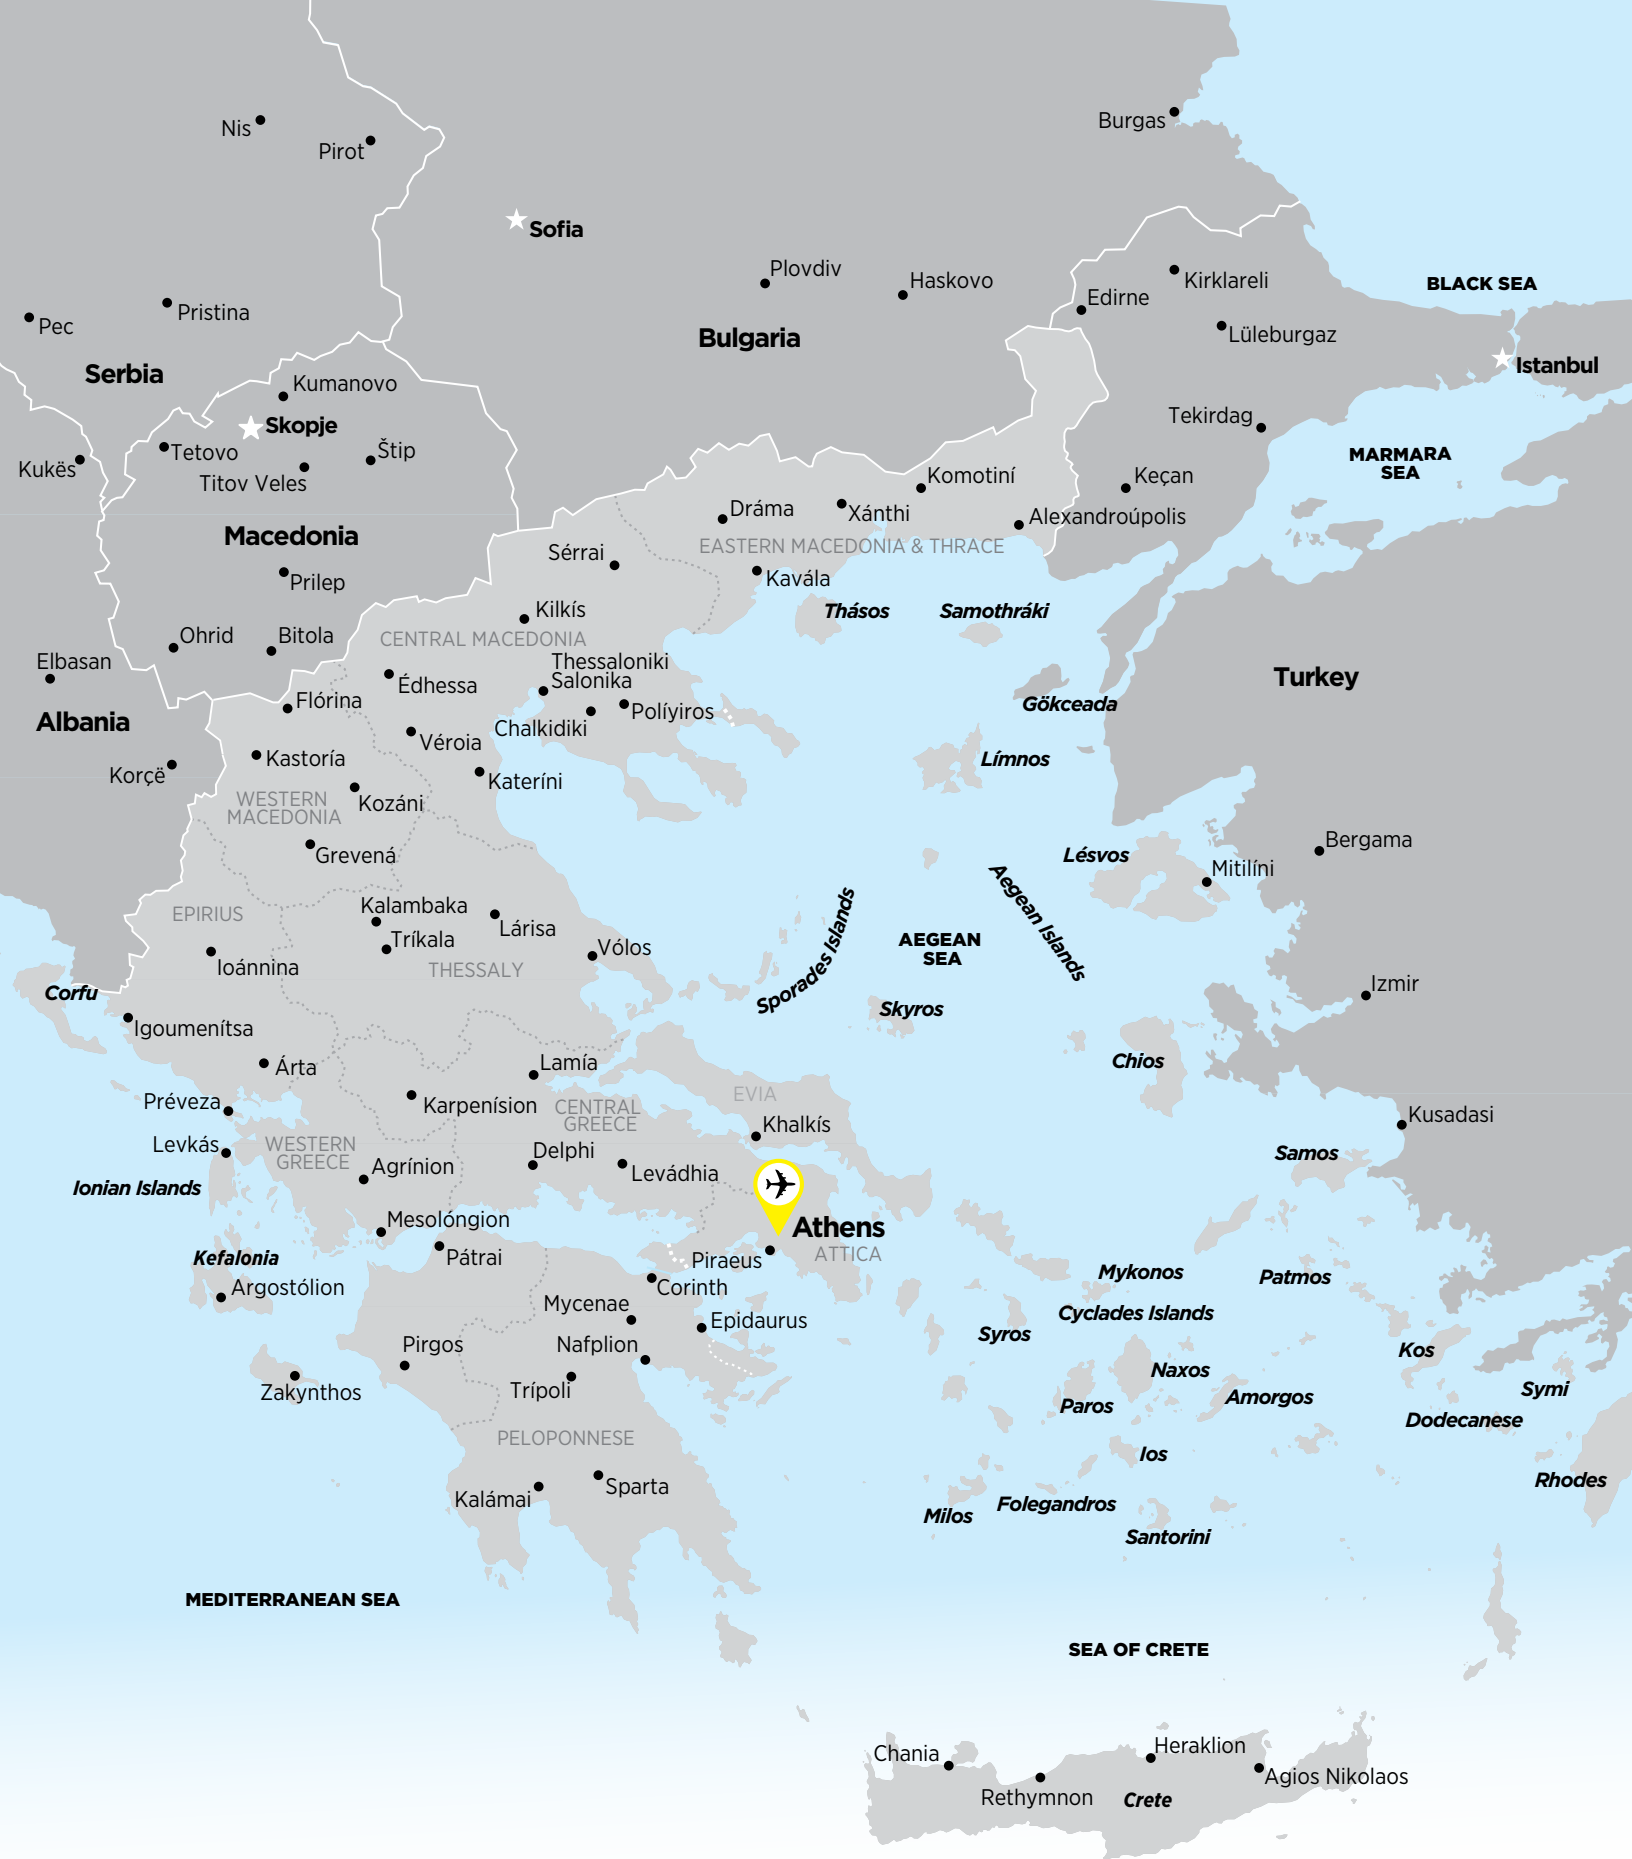 Nis
Pirot
Burgas
Sofia
Plovdiv
Haskovo
Kirklareli
Edirne
BLACK SEA
Pristina
Pec
Bulgaria
Lüleburgaz
Istanbul
Serbia
Kumanovo
Skopje
Tekirdag
Tetovo
Štip
Kukës
Titov Veles
MARMARA
SEA
Komotiní
Keçan
Dráma
Xánthi
Alexandroúpolis
Macedonia
EASTERN MACEDONIA & THRACE
Sérrai
Prilep
Kavála
Kilkís
Thásos
Samothráki
Ohrid
Bitola
CENTRAL MACEDONIA
Elbasan
Thessaloniki
Salonika
Turkey
Édhessa
Flórina
Políyiros
Gökceada
Albania
Chalkidiki
Véroia
Kastoría
Límnos
Korçë
Kateríni
WESTERN
MACEDONIA
Kozáni
Grevená
Bergama
Lésvos
Mitilíni
Kalambaka
EPIRIUS
Sporades Islands
Aegean Islands
Lárisa
Tríkala
AEGEAN
SEA
Vólos
Ioánnina
THESSALY
Izmir
Corfu
Skyros
Igoumenítsa
Lamía
Chios
Árta
EVIA
Préveza
Karpenísion
CENTRAL
GREECE
Khalkís
Kusadasi
Levkás
WESTERN
GREECE
Delphi
Samos
Agrínion
Levádhia
Ionian Islands
Mesolóngion
Athens
ATTICA
Kefalonia
Pátrai
Piraeus
Mykonos
Patmos
Argostólion
Corinth
Mycenae
Cyclades Islands
Epidaurus
Syros
Pirgos
Nafplion
Kos
Naxos
Zakynthos
Trípoli
Symi
Amorgos
Paros
Dodecanese
PELOPONNESE
Ios
Rhodes
Sparta
Kalámai
Folegandros
Milos
Santorini
MEDITERRANEAN SEA
SEA OF CRETE
Chania
Heraklion
Agios Nikolaos
Rethymnon
Crete